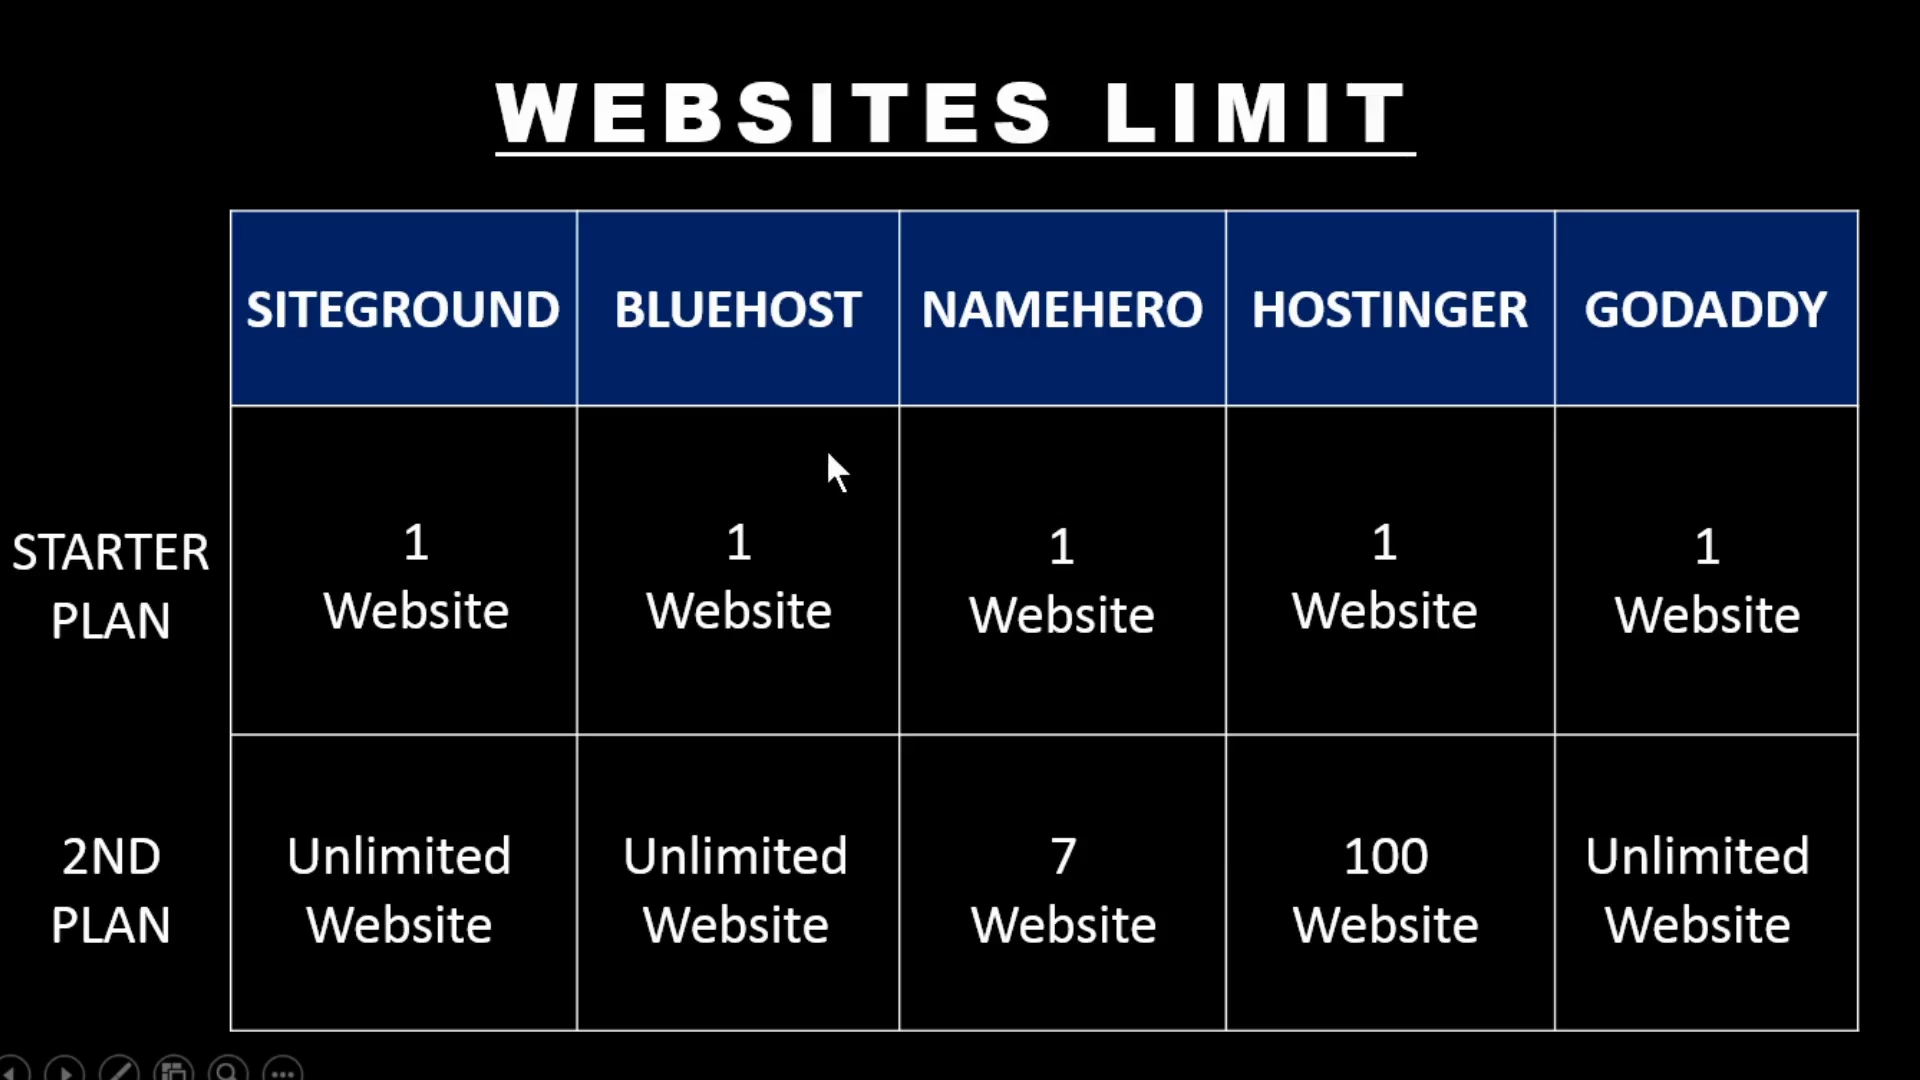 WEBSITES LIMIT
SITEGROUND BLUEHOST NAMEHERO HOSTINGER GODADDY
STARTER PLAN
1 Website
1 Website
1 Website
1 Website
1 Website
2ND PLAN
Unlimited Website
Unlimited Website
7 Website
100 Website
Unlimited Website